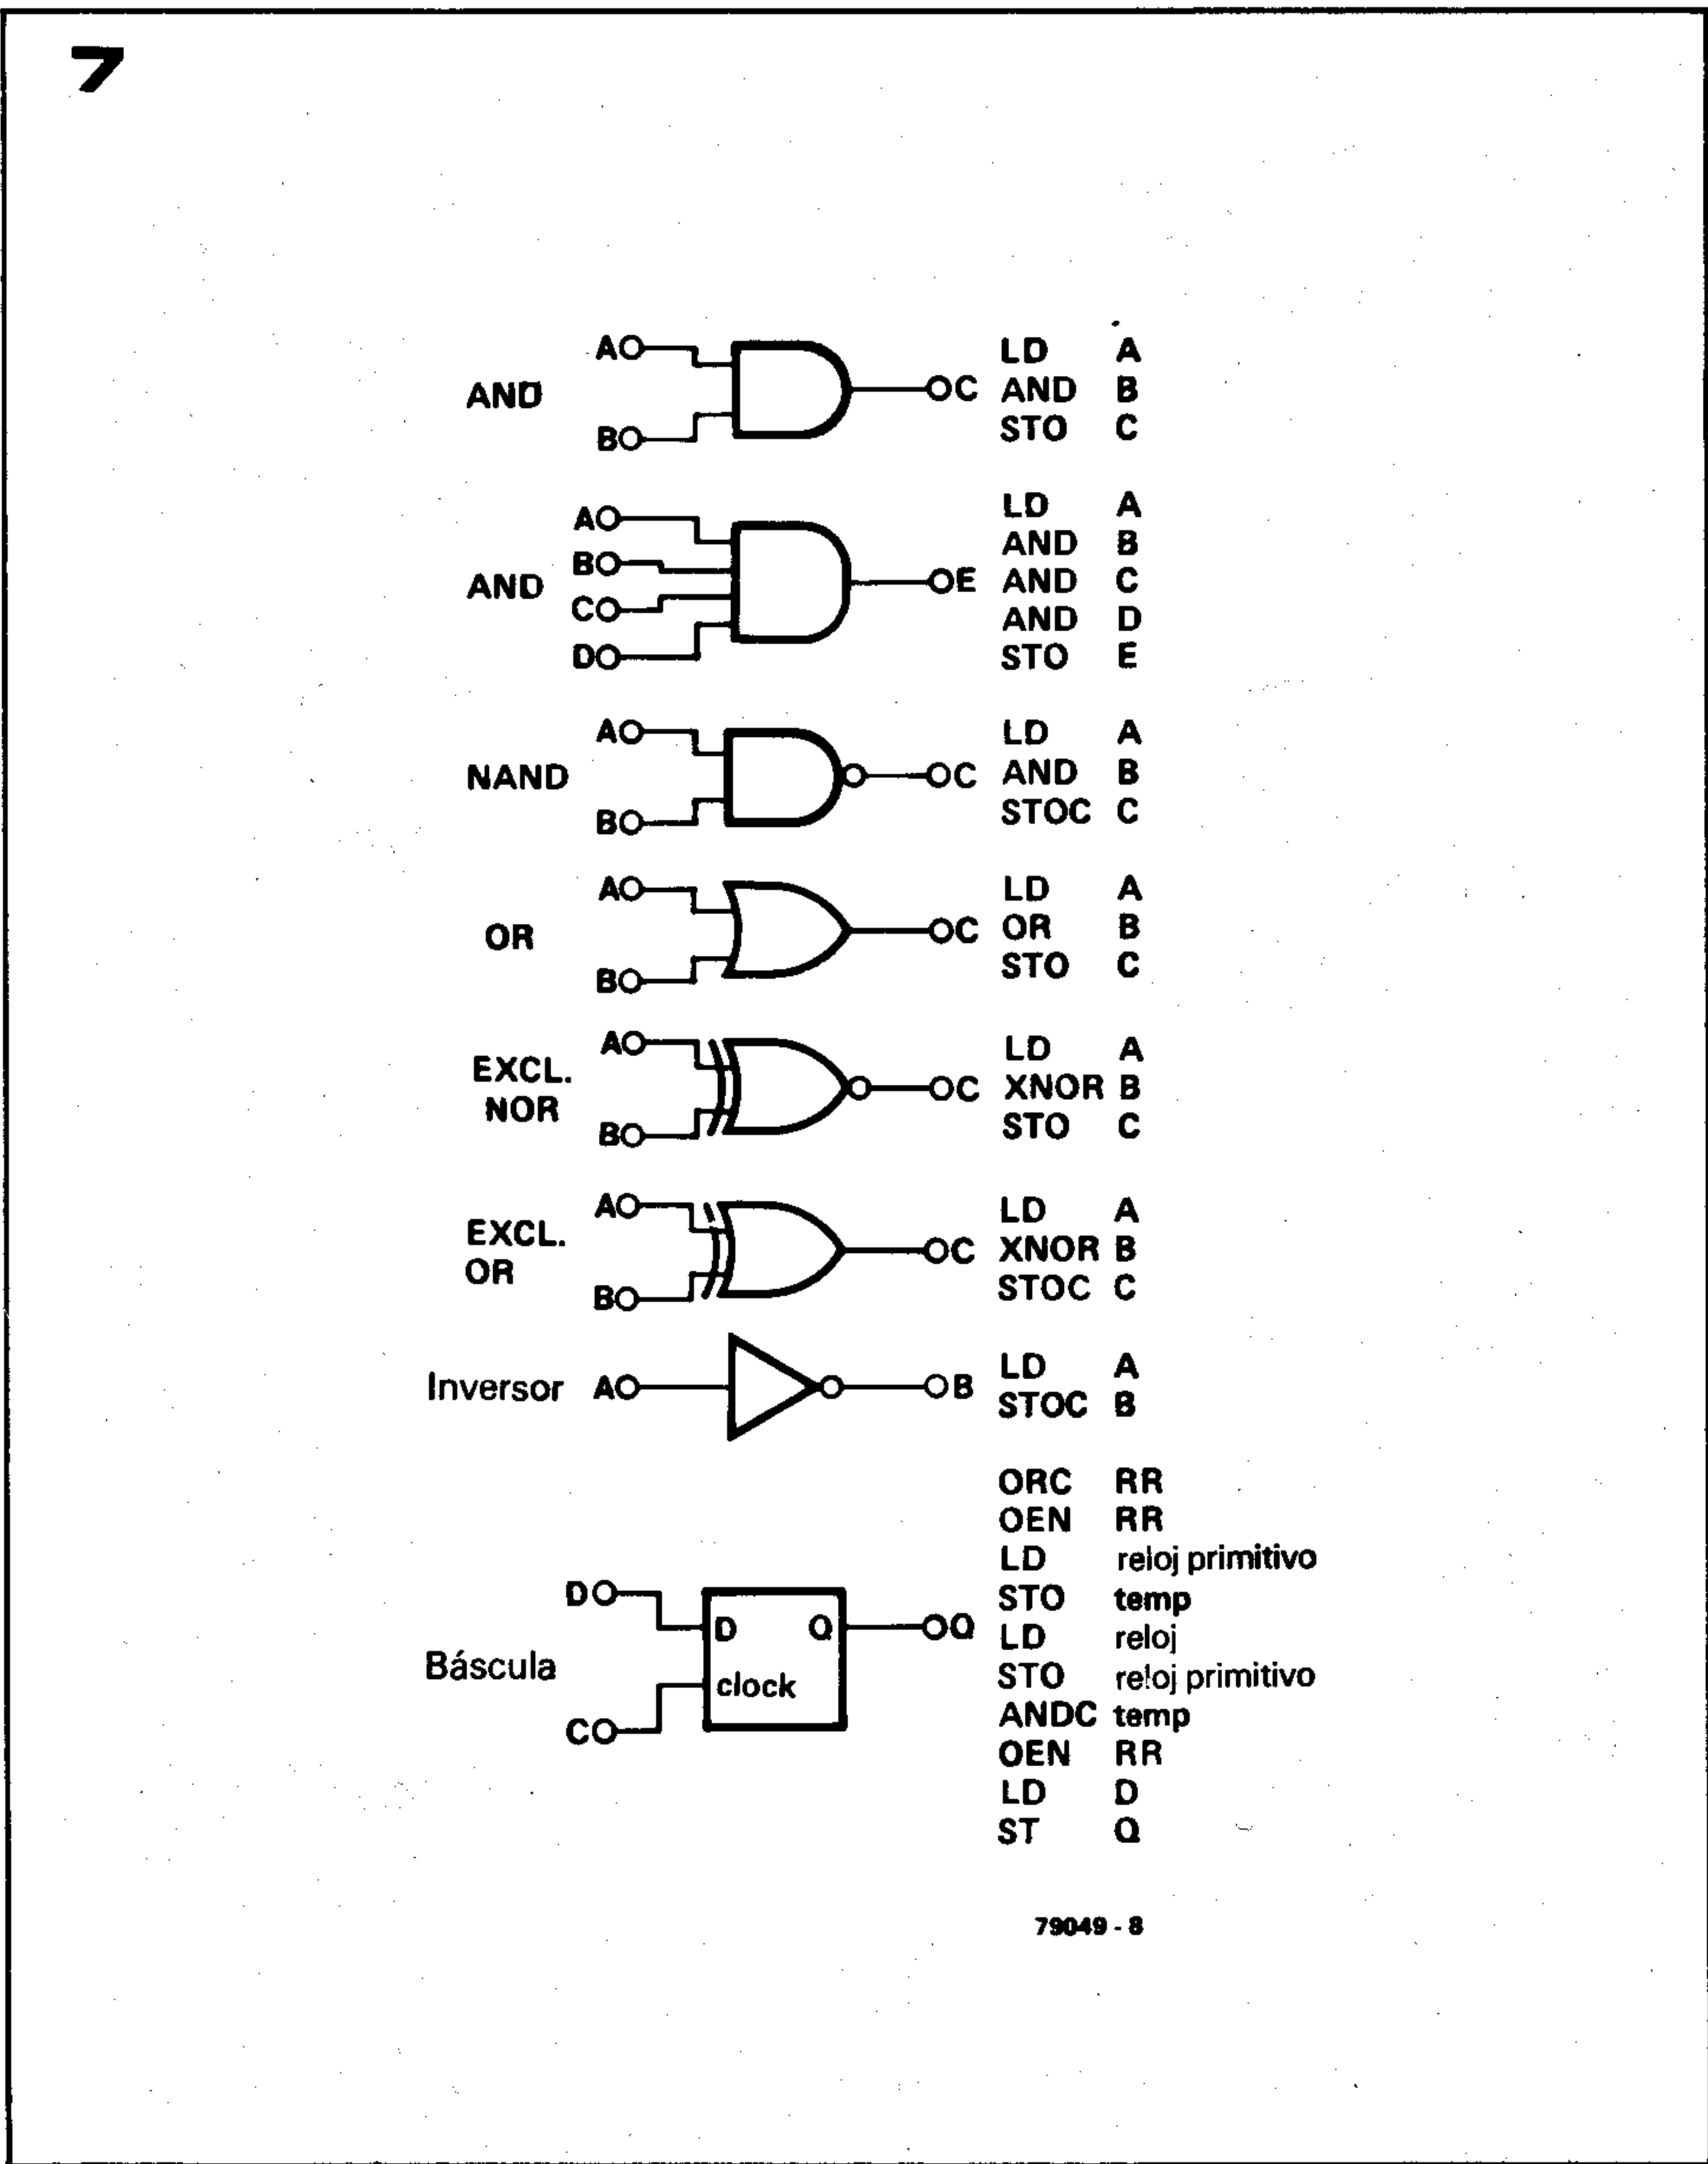 7
A LD A
AND C AND B
B STO C
LD A
A AND B
B
AND E AND C
C AND D
D STO E
A LD A
NAND C AND B
B STOC C
A LD A
OR C OR B
B STO C
A LD A
EXCL. C XNOR B
NOR
B STO C
A LD A
EXCL. C XNOR B
OR STOC C
B
LD A
Inversor A B
STOC B
ORC RR
OEN RR
LD reloj primitivo
D STO temp
D Q Q LD reloj
Báscula STO reloj primitivo
clock
C ANDC temp
OEN RR
LD D
ST Q
79049 - 8